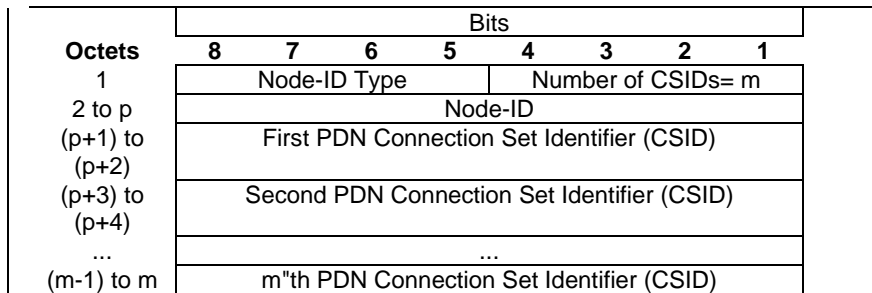 Bits
Octets 8 7 6 5 4 3 2 1
1 Node-ID Type Number of CSIDs= m
2 to p Node-ID
(p+1) to First PDN Connection Set Identifier (CSID)
(p+2)
(p+3) to Second PDN Connection Set Identifier (CSID)
(p+4)
... ...
(m-1) to m m"th PDN Connection Set Identifier (CSID)